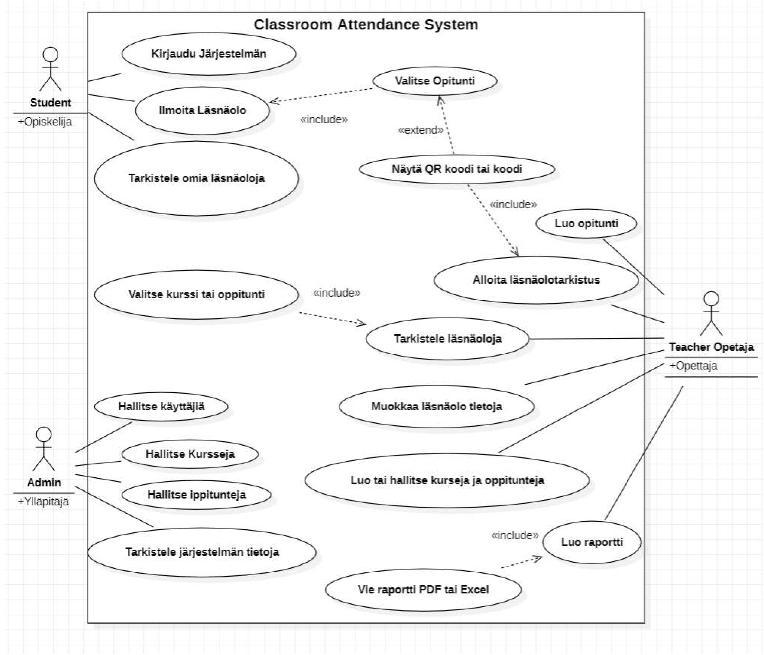 Classroom Attendance System
Kirjaudu Järjestelmän
Valitse Opitunti
Student
+Opiskelija
Ilmoita Läsnäolo
«include»
«extend»
Tarkistele omia läsnäoloja
Näytä QR koodi tai koodi
«include»
Luo opitunti
Alloita läsnäolotarkistus
Valitse kurssi tai oppitunti
«include»
Tarkistele läsnäoloja
Teacher Opetaja
+Opettaja
Hallitse käyttäjiä
Muokkaa läsnäolo tietoja
Admin
+Ylläpitäjä
Hallitse Kursseja
Hallitse ippitunteja
Luo tai hallitse kurseja ja oppitunteja
Tarkistele järjestelmän tietoja
«include»
Luo raportti
Vie raportti PDF tai Excel